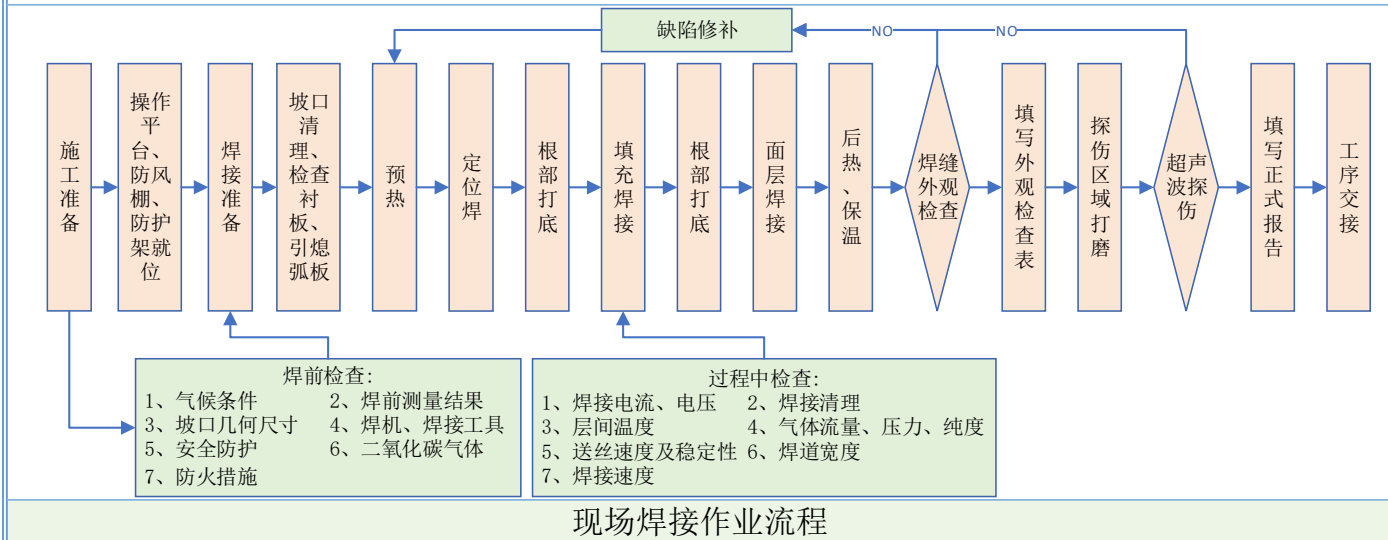 缺陷修补
NO
NO
施工准备
操作
平
台、
防风
棚、
防护
架就
位
焊接准备
坡口
清
理、
检查
衬
板、
引熄
弧板
预热
定位焊
根部打底
填充焊接
根部打底
面层焊接
后热、保温
焊缝
外观
检查
填写外观检查表
探伤区域打磨
超声
波探
伤
填写正式报告
工序交接
焊前检查:
1、气候条件 2、焊前测量结果
3、坡口几何尺寸 4、焊机、焊接工具
5、安全防护 6、二氧化碳气体
7、防火措施
过程中检查:
1、焊接电流、电压 2、焊接清理
3、层间温度 4、气体流量、压力、纯度
5、送丝速度及稳定性 6、焊道宽度
7、焊接速度
现场焊接作业流程